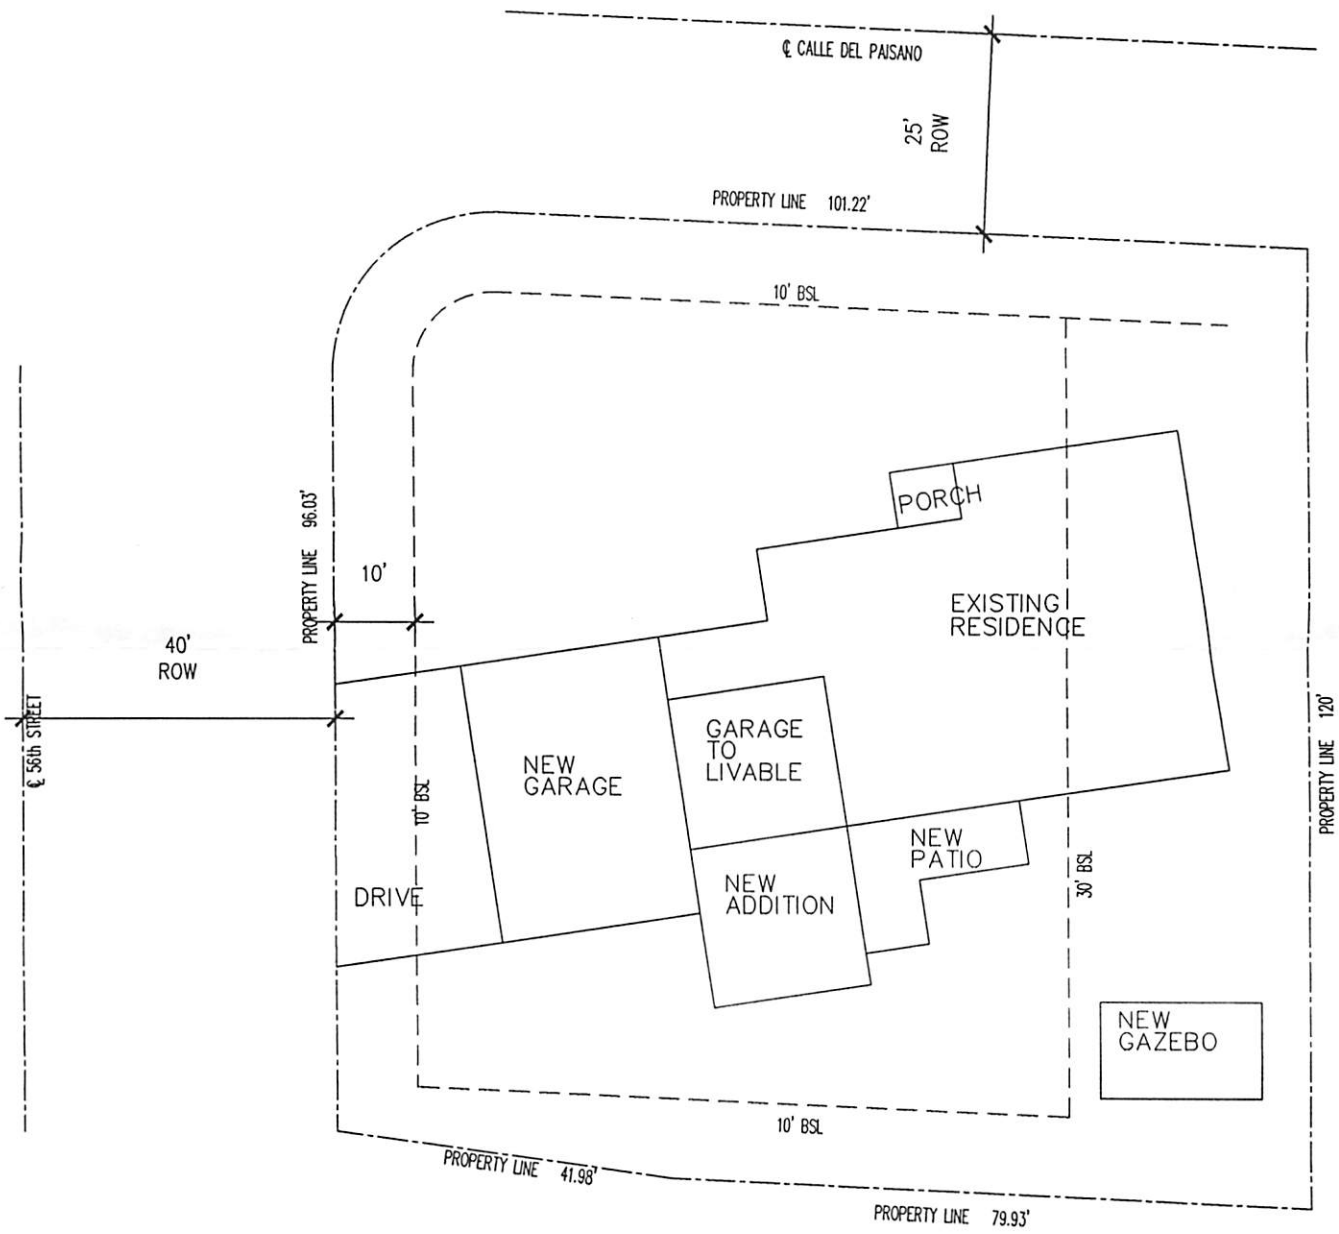 ℄ CALLE DEL PAISANO
25'
ROW
PROPERTY LINE 101.22'
10' BSL
PROPERTY LINE 96.03'
10'
40'
ROW
℄ 56th STREET
PORCH
EXISTING
RESIDENCE
GARAGE
TO
LIVABLE
NEW
GARAGE
10' BSL
DRIVE
NEW
ADDITION
NEW
PATIO
30' BSL
PROPERTY LINE 120'
NEW
GAZEBO
10' BSL
PROPERTY LINE 41.98'
PROPERTY LINE 79.93'